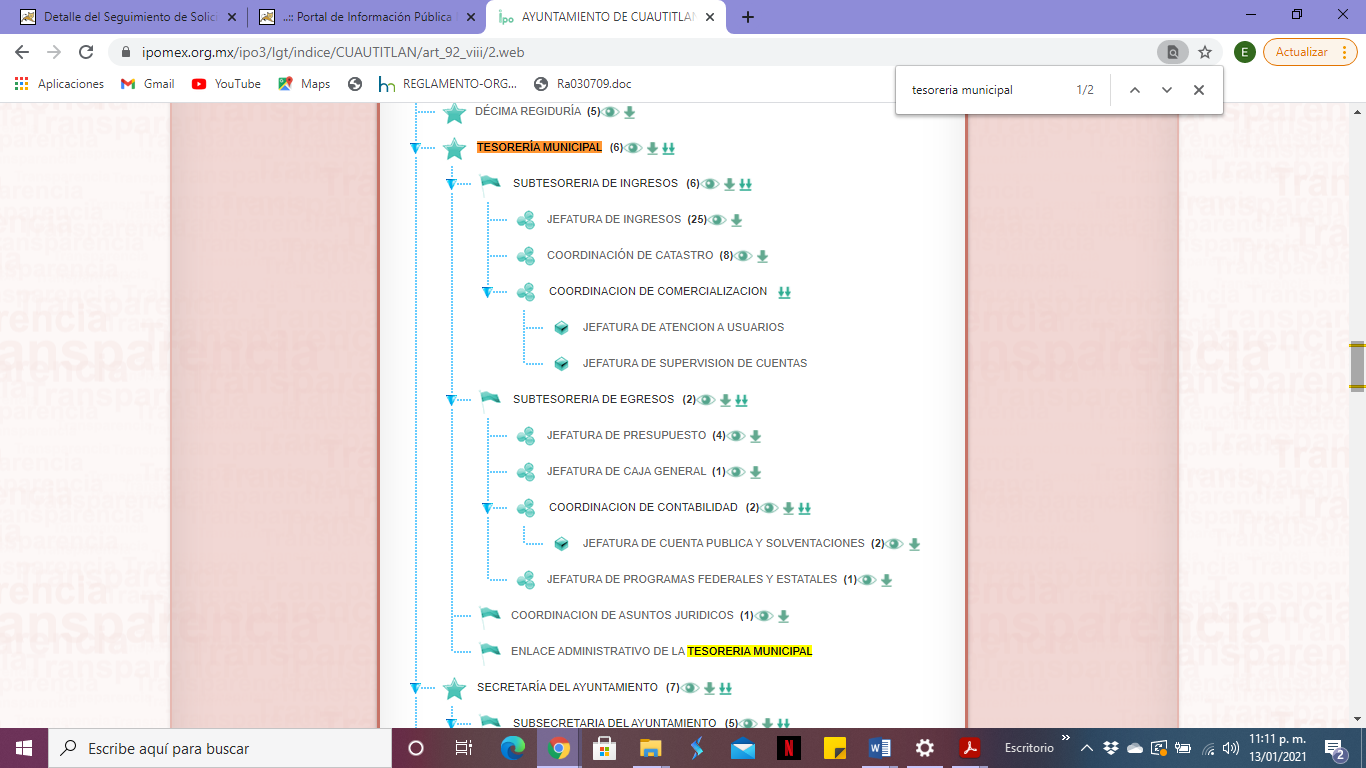 Detalle del Seguimiento de Solici
..:: Portal de Información Pública
ipo AYUNTAMIENTO DE CUAUTITLAN
ipomex.org.mx/ipo3/lgt/indice/CUAUTITLAN/art_92_viii/2.web
E
Actualizar
Aplicaciones
Gmail
YouTube
Maps
REGLAMENTO-ORG...
Ra030709.doc
tesoreria municipal 1/2
DÉCIMA REGIDURÍA (5)
TESORERÍA MUNICIPAL (6)
SUBTESORERIA DE INGRESOS (6)
JEFATURA DE INGRESOS (25)
COORDINACIÓN DE CATASTRO (8)
COORDINACION DE COMERCIALIZACION
JEFATURA DE ATENCION A USUARIOS
JEFATURA DE SUPERVISION DE CUENTAS
SUBTESORERIA DE EGRESOS (2)
JEFATURA DE PRESUPUESTO (4)
JEFATURA DE CAJA GENERAL (1)
COORDINACION DE CONTABILIDAD (2)
JEFATURA DE CUENTA PUBLICA Y SOLVENTACIONES (2)
JEFATURA DE PROGRAMAS FEDERALES Y ESTATALES (1)
COORDINACION DE ASUNTOS JURIDICOS (1)
ENLACE ADMINISTRATIVO DE LA TESORERIA MUNICIPAL
SECRETARÍA DEL AYUNTAMIENTO (7)
SUBSECRETARIA DEL AYUNTAMIENTO (5)
Escribe aquí para buscar
Escritorio
11:11 p. m.
13/01/2021
2